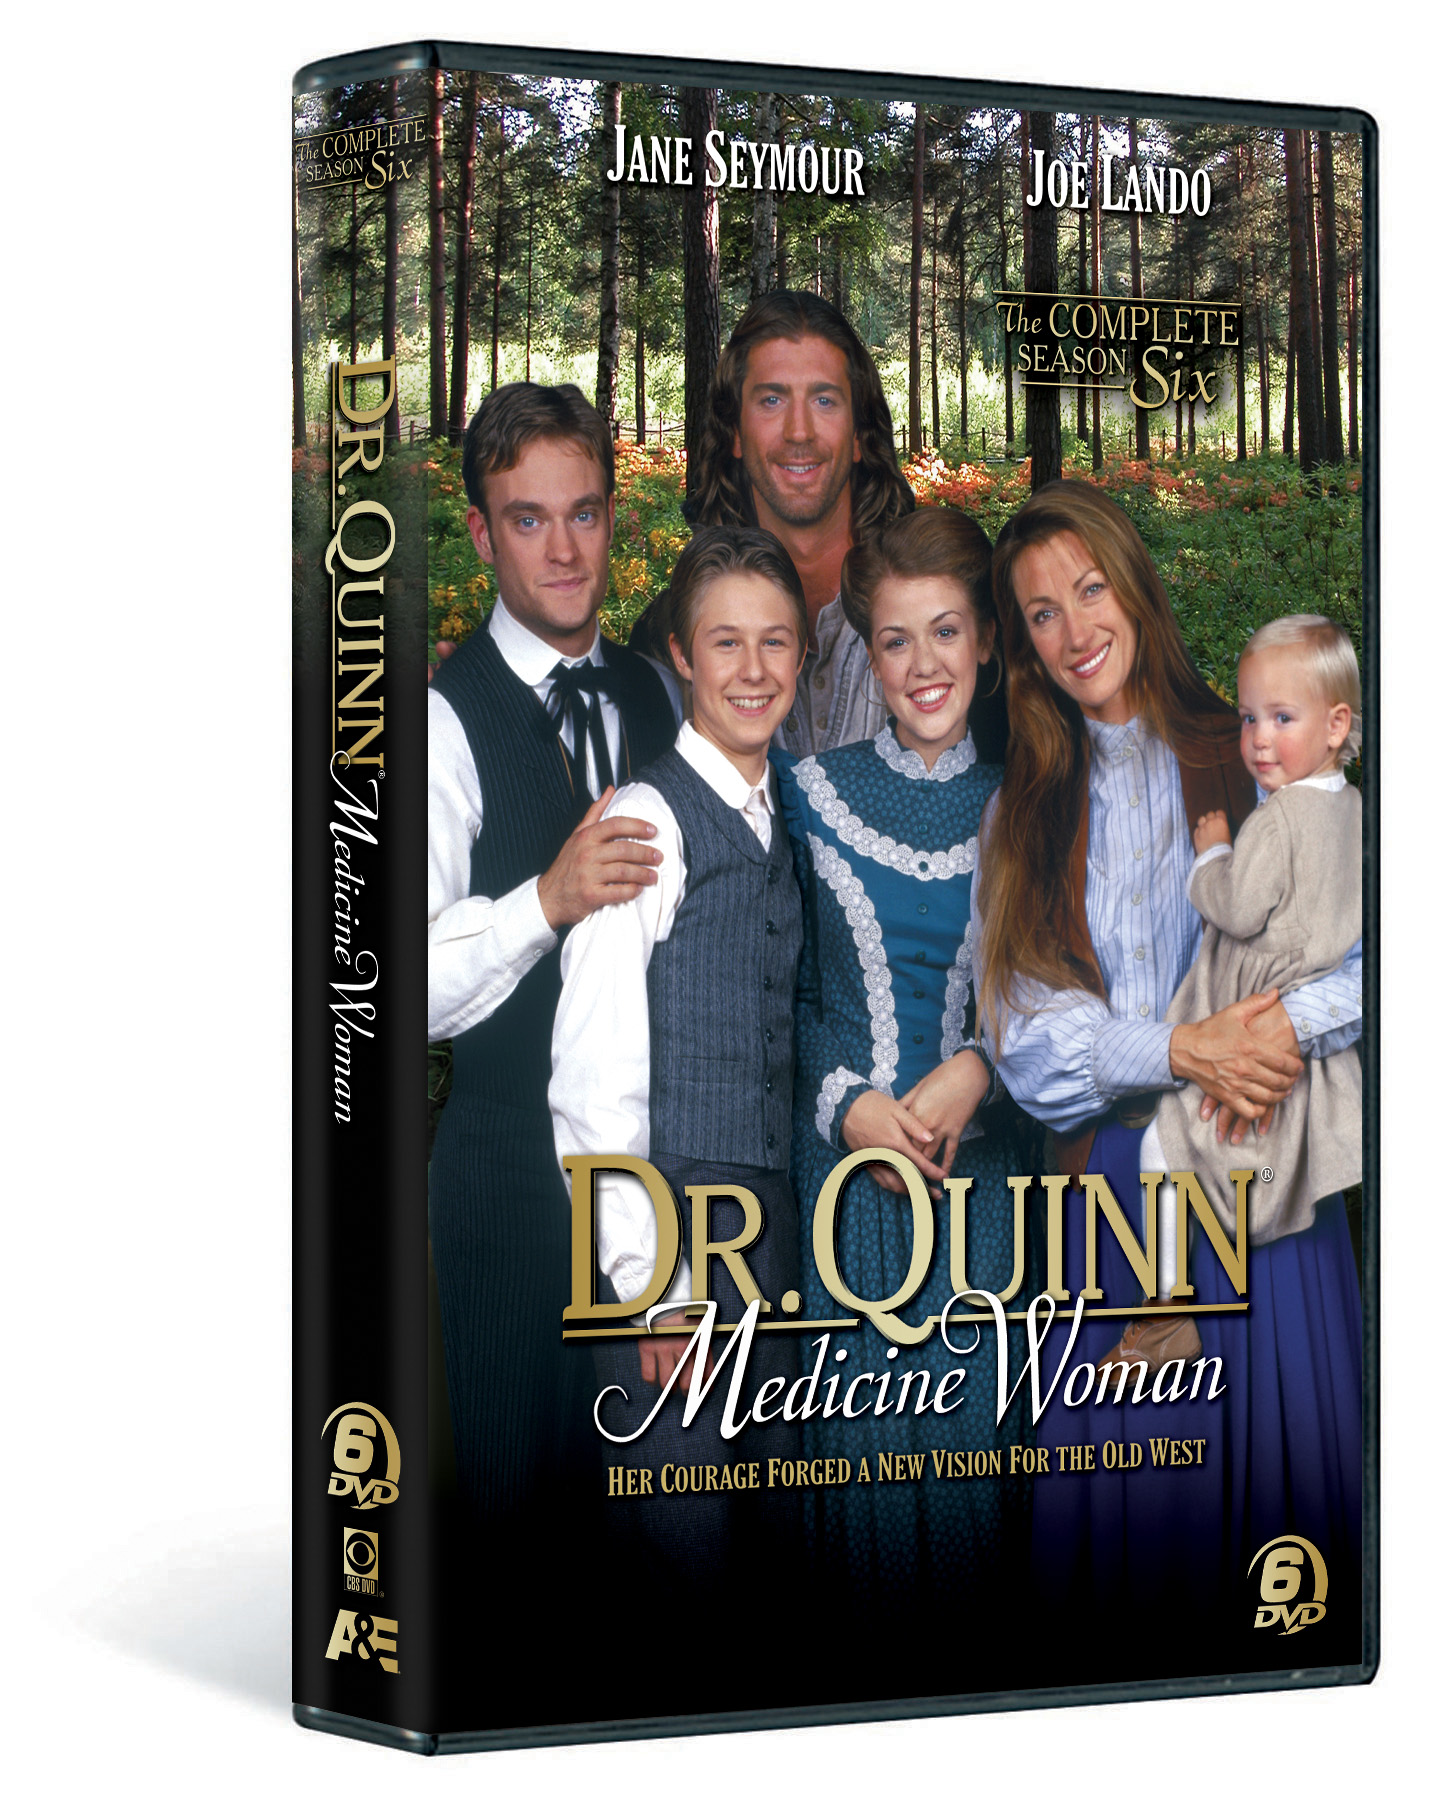 The COMPLETE
SEASON Six
DR. QUINN®
Medicine Woman
6
DVD
CBS DVD
A&E
JANE SEYMOUR
JOE LANDO
The COMPLETE
SEASON Six
DR. QUINN®
Medicine Woman
HER COURAGE FORGED A NEW VISION FOR THE OLD WEST
6
DVD